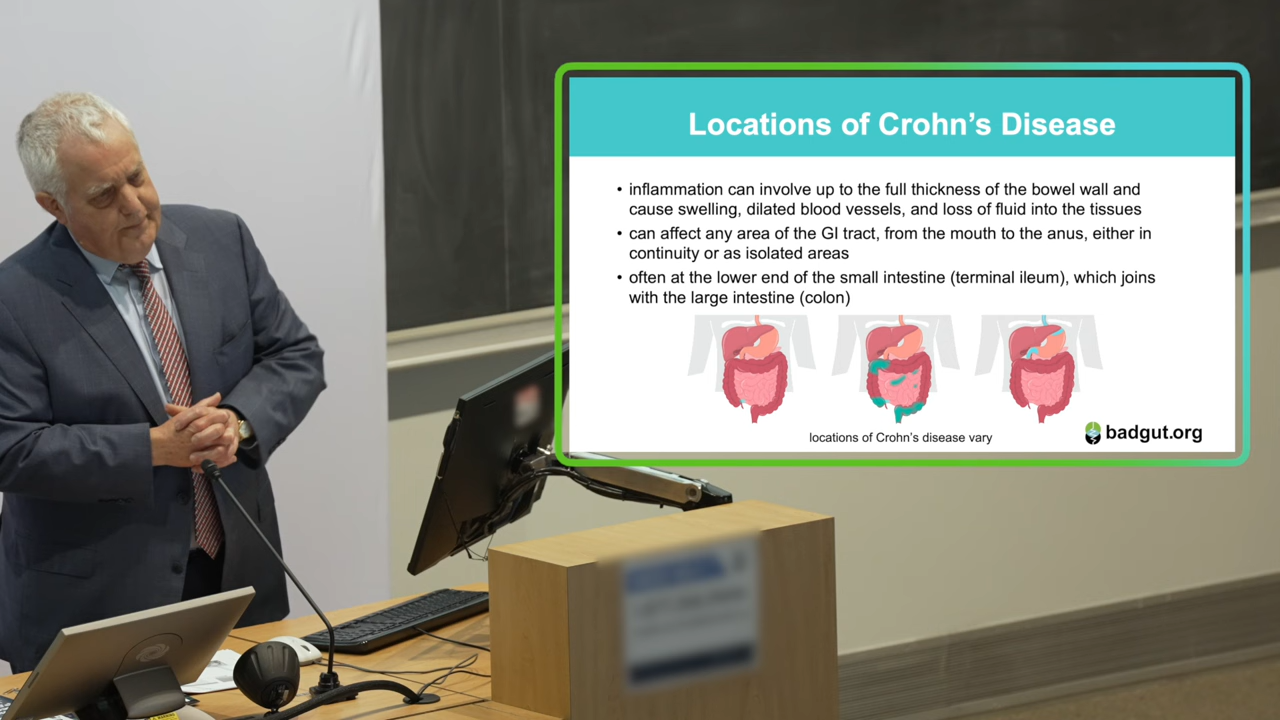 Locations of Crohn's Disease
• inflammation can involve up to the full thickness of the bowel wall and
cause swelling, dilated blood vessels, and loss of fluid into the tissues
• can affect any area of the GI tract, from the mouth to the anus, either in
continuity or as isolated areas
• often at the lower end of the small intestine (terminal ileum), which joins
with the large intestine (colon)
locations of Crohn's disease vary
badgut.org